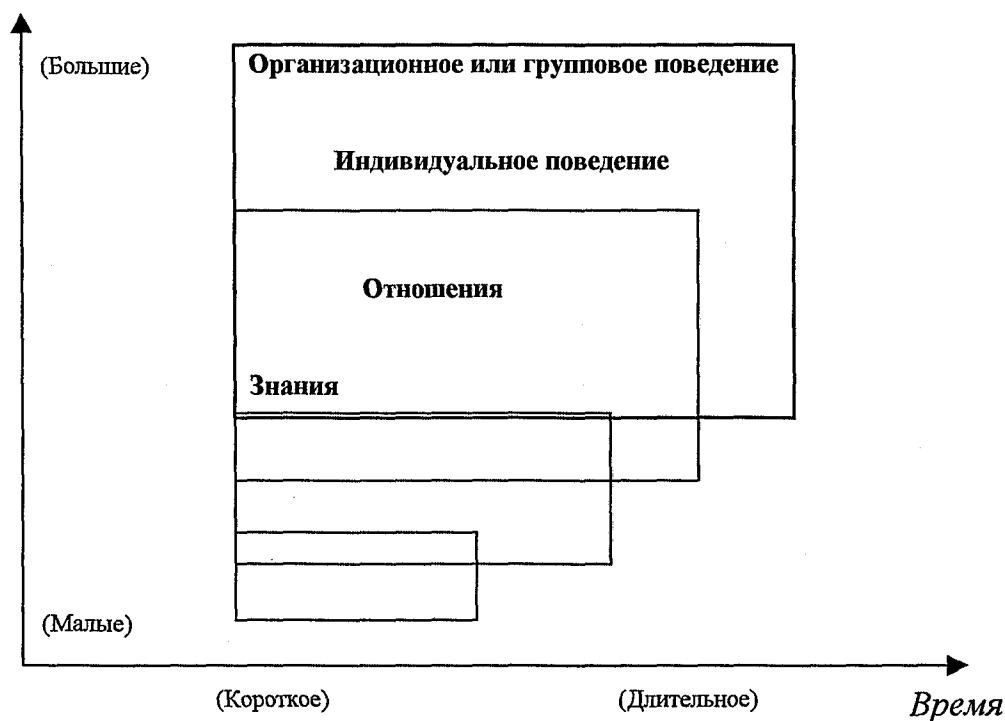 (Большие)
Организационное или групповое поведение
Индивидуальное поведение
Отношения
Знания
(Малые)
(Короткое)
(Длительное)
Время